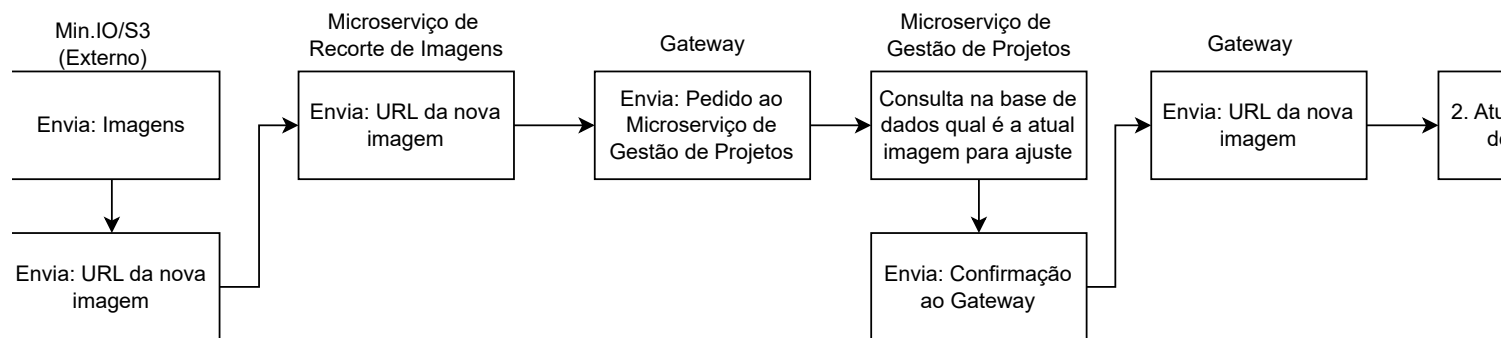 Min.IO/S3
(Externo)
Envia: Imagens
Envia: URL da nova
imagem
Microserviço de
Recorte de Imagens
Envia: URL da nova
imagem
Gateway
Envia: Pedido ao
Microserviço de
Gestão de Projetos
Microserviço de
Gestão de Projetos
Consulta na base de
dados qual é a atual
imagem para ajuste
Envia: Confirmação
ao Gateway
Gateway
Envia: URL da nova
imagem
2.